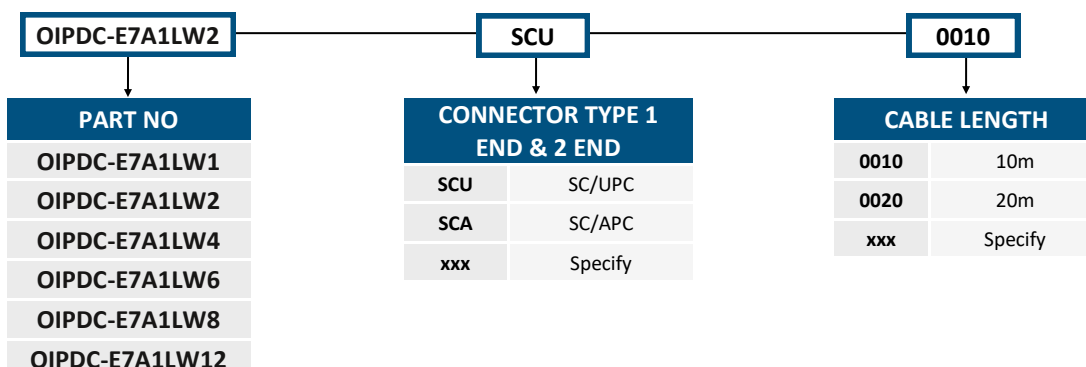 OIPDC-E7A1LW2 SCU 0010
PART NO
OIPDC-E7A1LW1
OIPDC-E7A1LW2
OIPDC-E7A1LW4
OIPDC-E7A1LW6
OIPDC-E7A1LW8
OIPDC-E7A1LW12
CONNECTOR TYPE 1
END & 2 END
SCU SC/UPC
SCA SC/APC
xxx Specify
CABLE LENGTH
0010 10m
0020 20m
xxx Specify